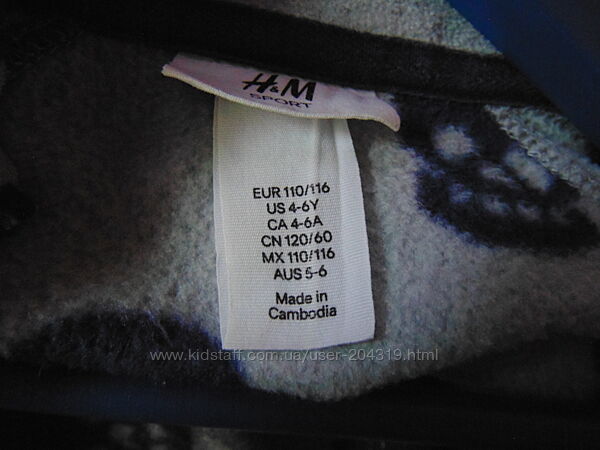 H&M
SPORT
EUR 110/116
US 4-6Y
CA 4-6A
CN 120/60
MX 110/116
AUS 5-6
Made in
Cambodia
www.kidstaff.com.ua/user-204319.html